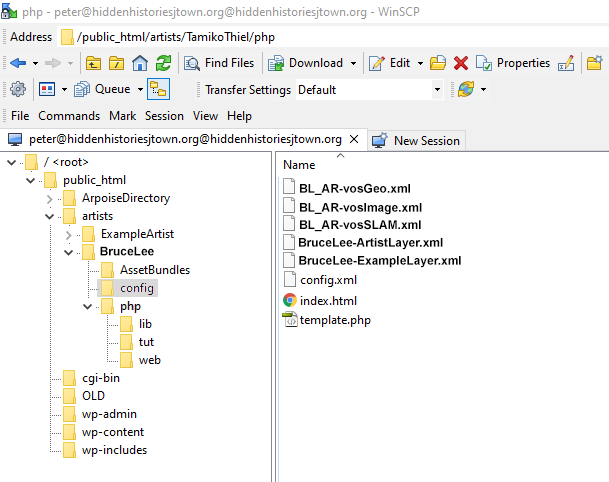 php - peter@hiddenhistoriesjtown.org@hiddenhistoriesjtown.org - WinSCP
Address /public_html/artists/TamikoThiel/php
Find Files Download Edit Properties
Queue Transfer Settings Default
File Commands Mark Session View Help
peter@hiddenhistoriesjtown.org@hiddenhistoriesjtown.org X New Session
/ <root>
public_html
ArpoiseDirectory
artists
ExampleArtist
BruceLee
AssetBundles
config
php
lib
tut
web
cgi-bin
OLD
wp-admin
wp-content
wp-includes
Name
BL_AR-vosGeo.xml
BL_AR-vosImage.xml
BL_AR-vosSLAM.xml
BruceLee-ArtistLayer.xml
BruceLee-ExampleLayer.xml
config.xml
index.html
template.php